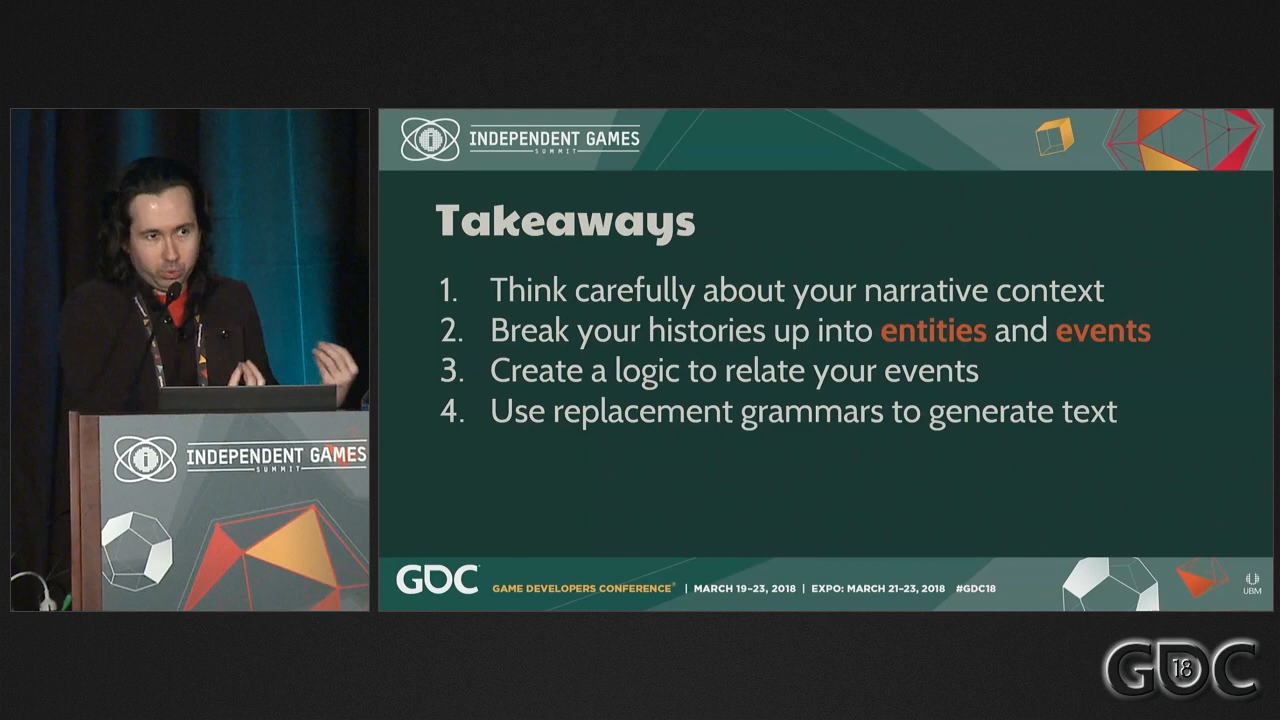 INDEPENDENT GAMES
SUMMIT
Takeaways
1. Think carefully about your narrative context
2. Break your histories up into entities and events
3. Create a logic to relate your events
4. Use replacement grammars to generate text
INDEPENDENT GAMES
SUMMIT
GDC
GAME DEVELOPERS CONFERENCE® | MARCH 19–23, 2018 | EXPO: MARCH 21–23, 2018 #GDC18
UBM
GDC 18